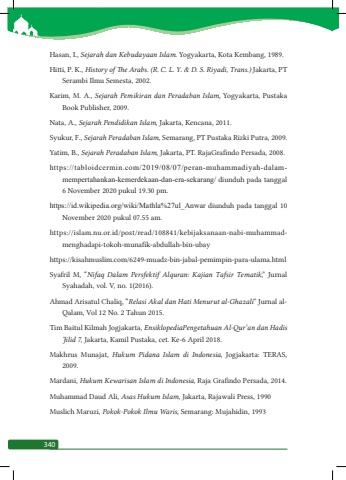 Hasan, I., Sejarah dan Kebudayaan Islam. Yogyakarta, Kota Kembang, 1989.
Hitti, P. K., History of The Arabs. (R. C. L. Y. & D. S. Riyadi, Trans.) Jakarta, PT
Serambi Ilmu Semesta, 2002.
Karim, M. A., Sejarah Pemikiran dan Peradaban Islam, Yogyakarta, Pustaka
Book Publisher, 2009.
Nata, A., Sejarah Pendidikan Islam, Jakarta, Kencana, 2011.
Syukur, F., Sejarah Peradaban Islam, Semarang, PT Pustaka Rizki Putra, 2009.
Yatim, B., Sejarah Peradaban Islam, Jakarta, PT. RajaGrafindo Persada, 2008.
https://tabloidcermin.com/2019/08/07/peran-muhammadiyah-dalam-
mempertahankan-kemerdekaan-dan-era-sekarang/ diunduh pada tanggal
6 November 2020 pukul 19.30 pm.
https://id.wikipedia.org/wiki/Mathla%27ul_Anwar diunduh pada tanggal 10
November 2020 pukul 07.55 am.
https://islam.nu.or.id/post/read/108841/kebijaksanaan-nabi-muhammad-
menghadapi-tokoh-munafik-abdullah-bin-ubay
https://kisahmuslim.com/6249-muadz-bin-jabal-pemimpin-para-ulama.html
Syafril M, "Nifaq Dalam Persfektif Alquran: Kajian Tafsir Tematik," Jurnal
Syahadah, vol. V, no. 1(2016).
Ahmad Arisatul Chaliq, "Relasi Akal dan Hati Menurut al-Ghazali" Jurnal al-
Qalam, Vol 12 No. 2 Tahun 2015.
Tim Baitul Kilmah Jogjakarta, EnsiklopediaPengetahuan Al-Qur'an dan Hadis
Jilid 7, Jakarta, Kamil Pustaka, cet. Ke-6 April 2018.
Makhrus Munajat, Hukum Pidana Islam di Indonesia, Jogjakarta: TERAS,
2009.
Mardani, Hukum Kewarisan Islam di Indonesia, Raja Grafindo Persada, 2014.
Muhammad Daud Ali, Asas Hukum Islam, Jakarta, Rajawali Press, 1990
Muslich Maruzi, Pokok-Pokok Ilmu Waris, Semarang: Mujahidin, 1993
340